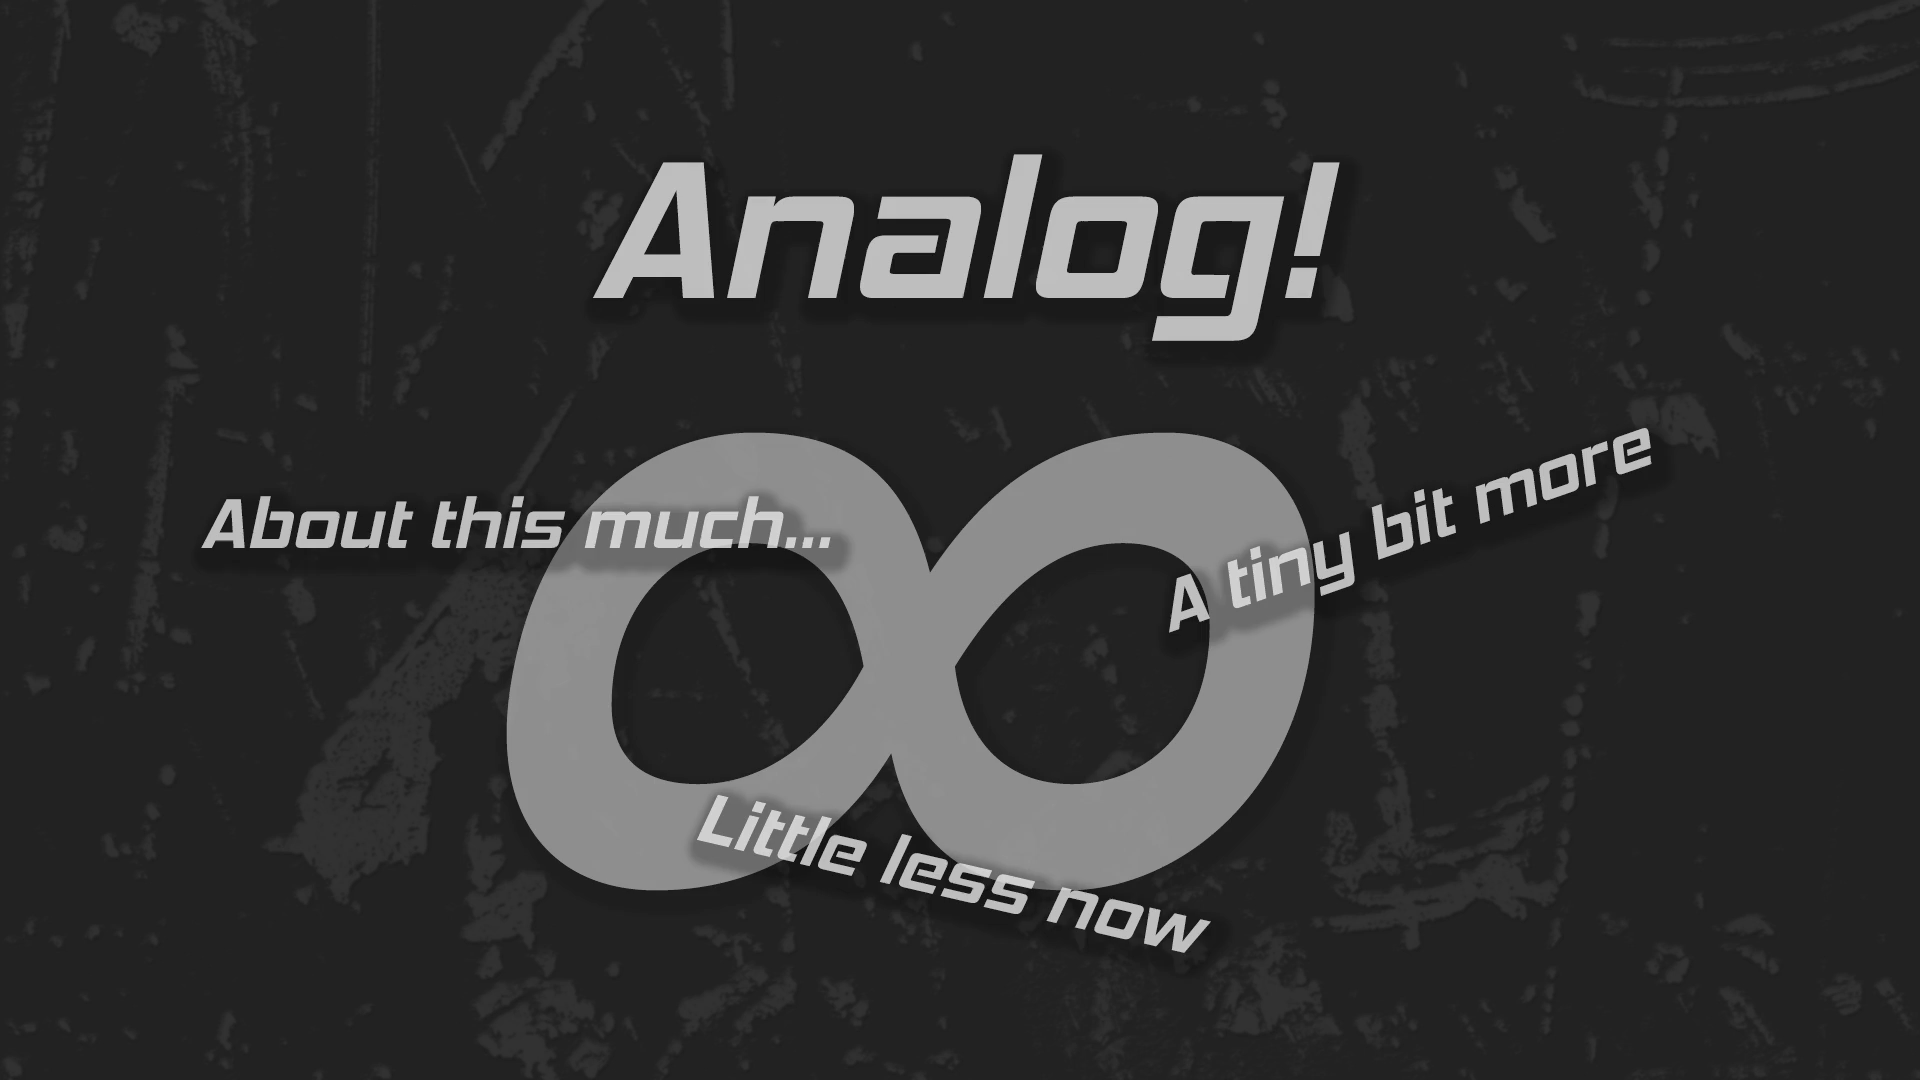 Analog!
About this much...
A tiny bit more
∞
Little less now